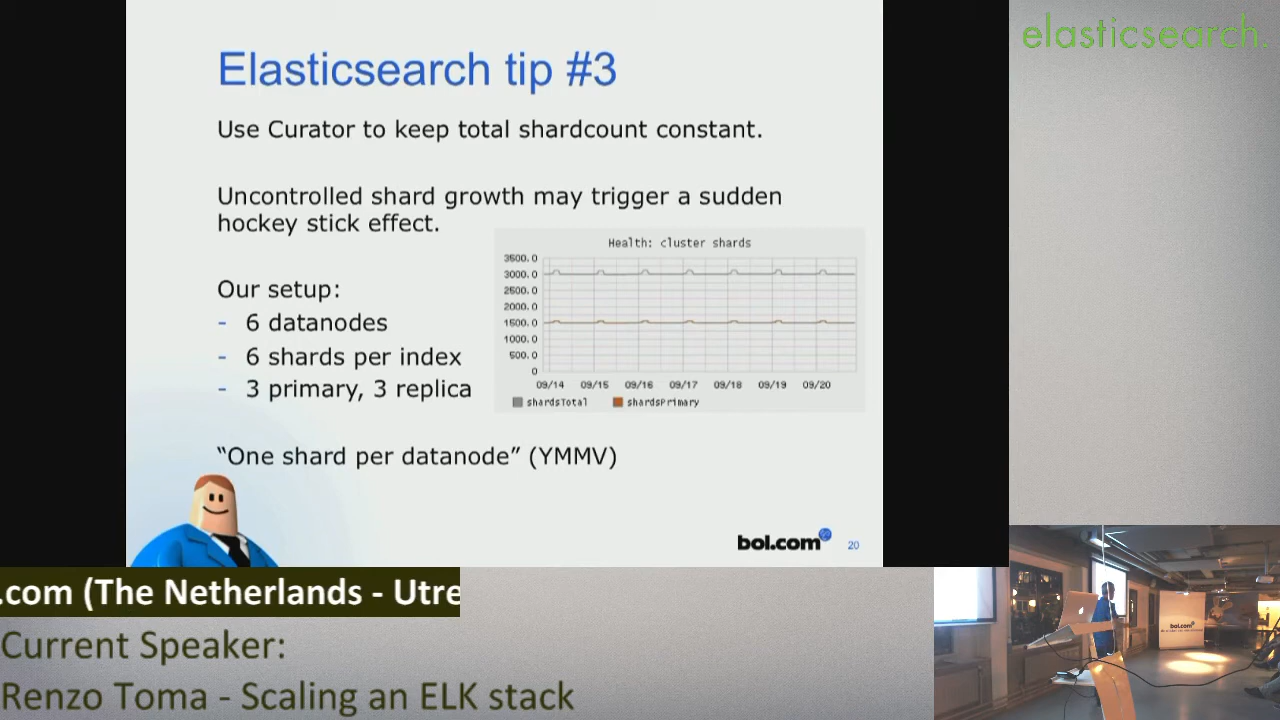 elasticsearch.
Elasticsearch tip #3
Use Curator to keep total shardcount constant.
Uncontrolled shard growth may trigger a sudden
hockey stick effect.
Our setup:
- 6 datanodes
- 6 shards per index
- 3 primary, 3 replica
Health: cluster shards
3500.0
3000.0
2500.0
2000.0
1500.0
1000.0
500.0
0
09/14 09/15 09/16 09/17 09/18 09/19 09/20
shardsTotal shardsPrimary
“One shard per datanode” (YMMV)
bol.com
20
.com (The Netherlands - Utre
Current Speaker:
Renzo Toma - Scaling an ELK stack
bol.com